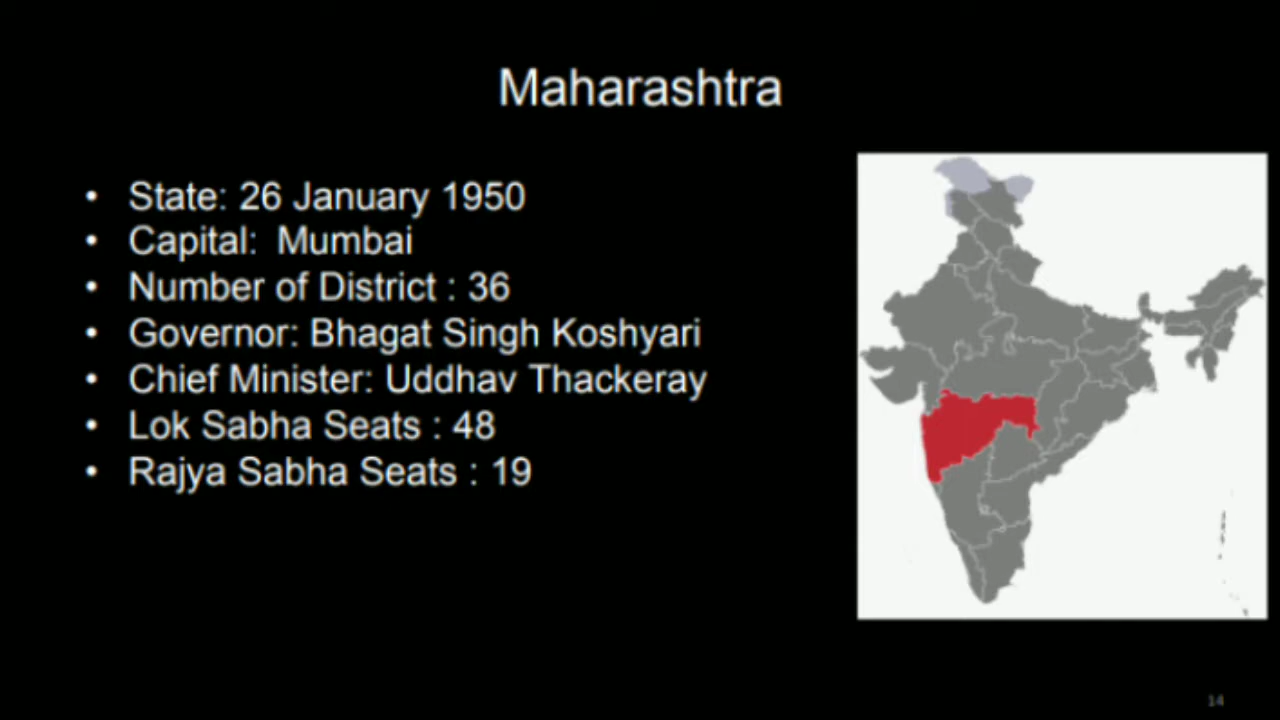 Maharashtra
• State: 26 January 1950
• Capital: Mumbai
• Number of District : 36
• Governor: Bhagat Singh Koshyari
• Chief Minister: Uddhav Thackeray
• Lok Sabha Seats : 48
• Rajya Sabha Seats : 19
14